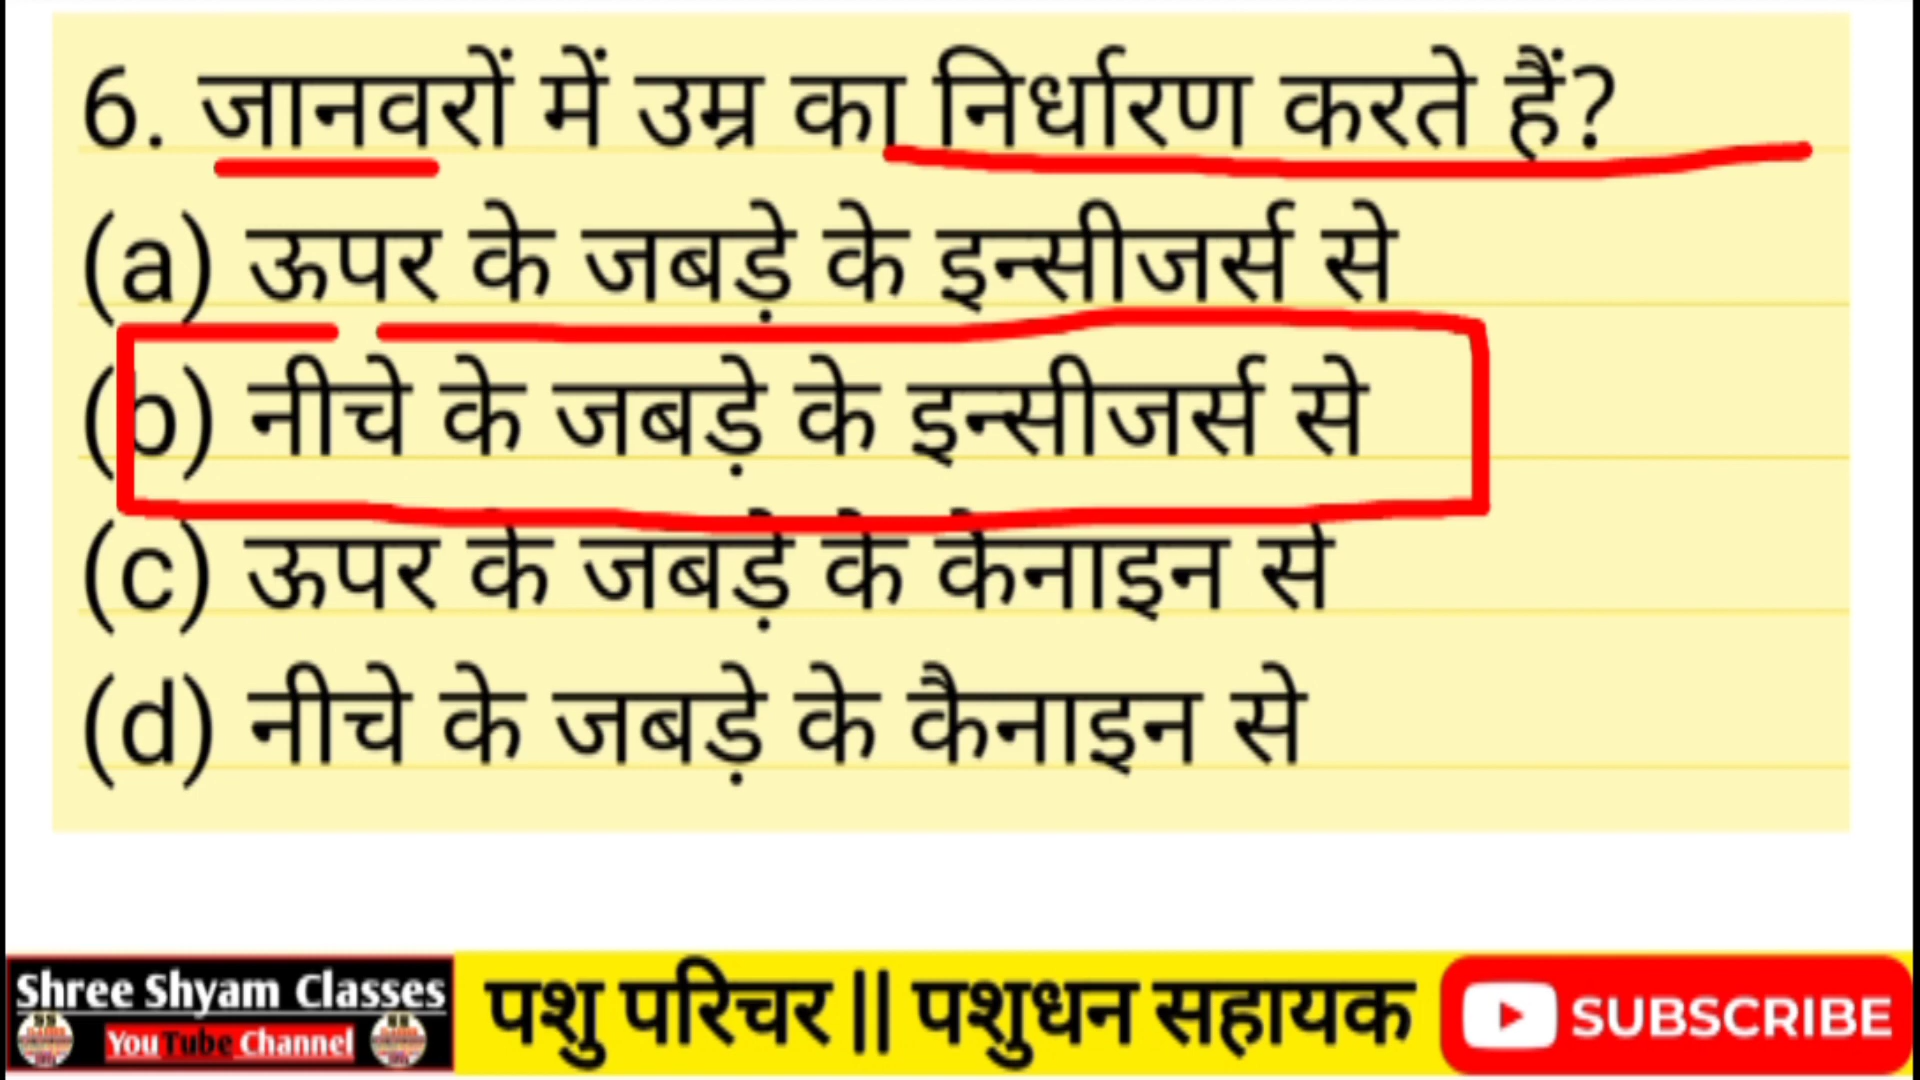 6. जानवरों में उम्र का निर्धारण करते हैं?
(a) ऊपर के जबड़े के इन्सीजर्स से
(b) नीचे के जबड़े के इन्सीजर्स से
(c) ऊपर के जबड़े के कैनाइन से
(d) नीचे के जबड़े के कैनाइन से
Shree Shyam Classes
YouTube Channel
पशु परिचर || पशुधन सहायक
SUBSCRIBE